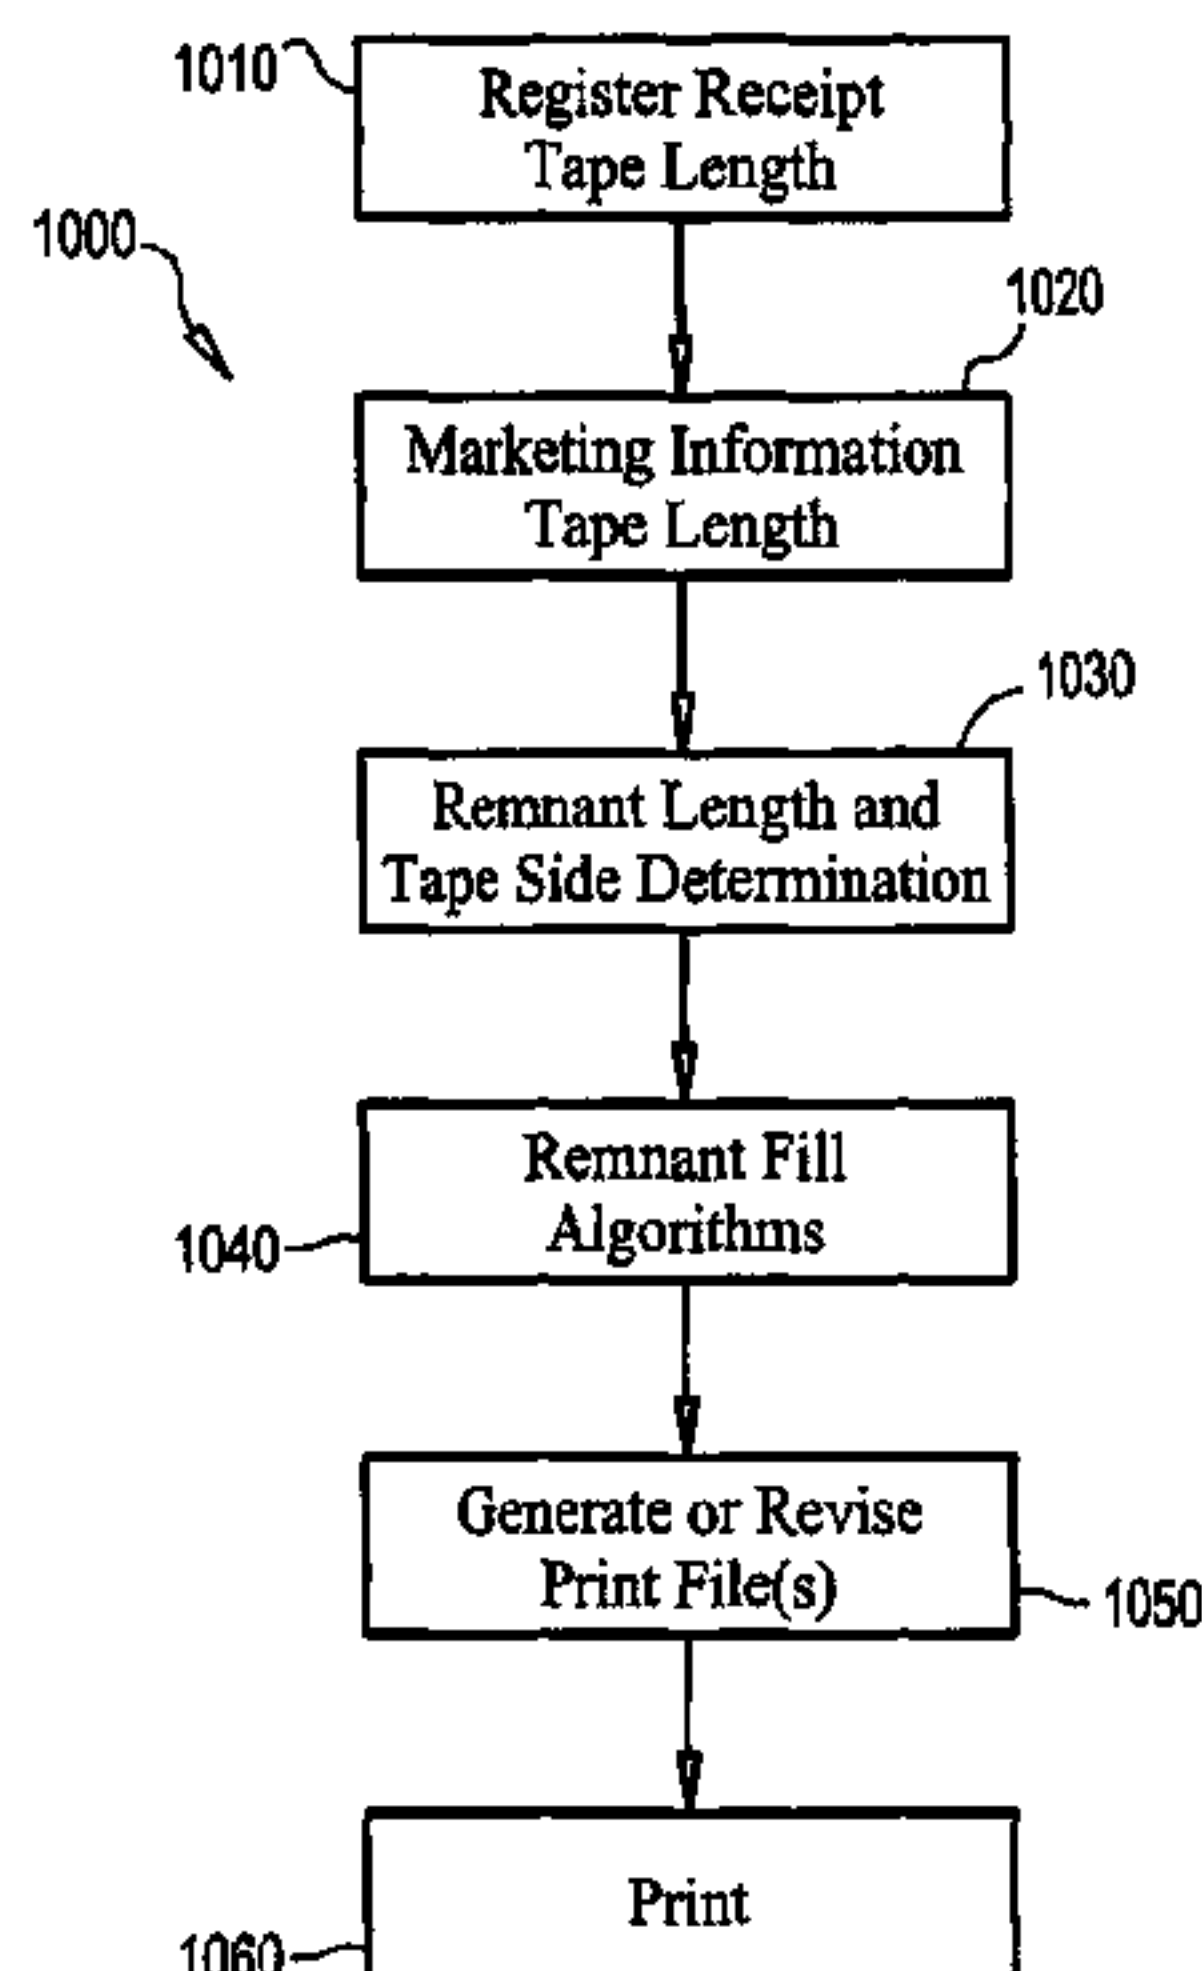 1010
Register Receipt
Tape Length
1000
1020
Marketing Information
Tape Length
1030
Remnant Length and
Tape Side Determination
Remnant Fill
Algorithms
1040
Generate or Revise
Print File(s)
1050
Print
1060